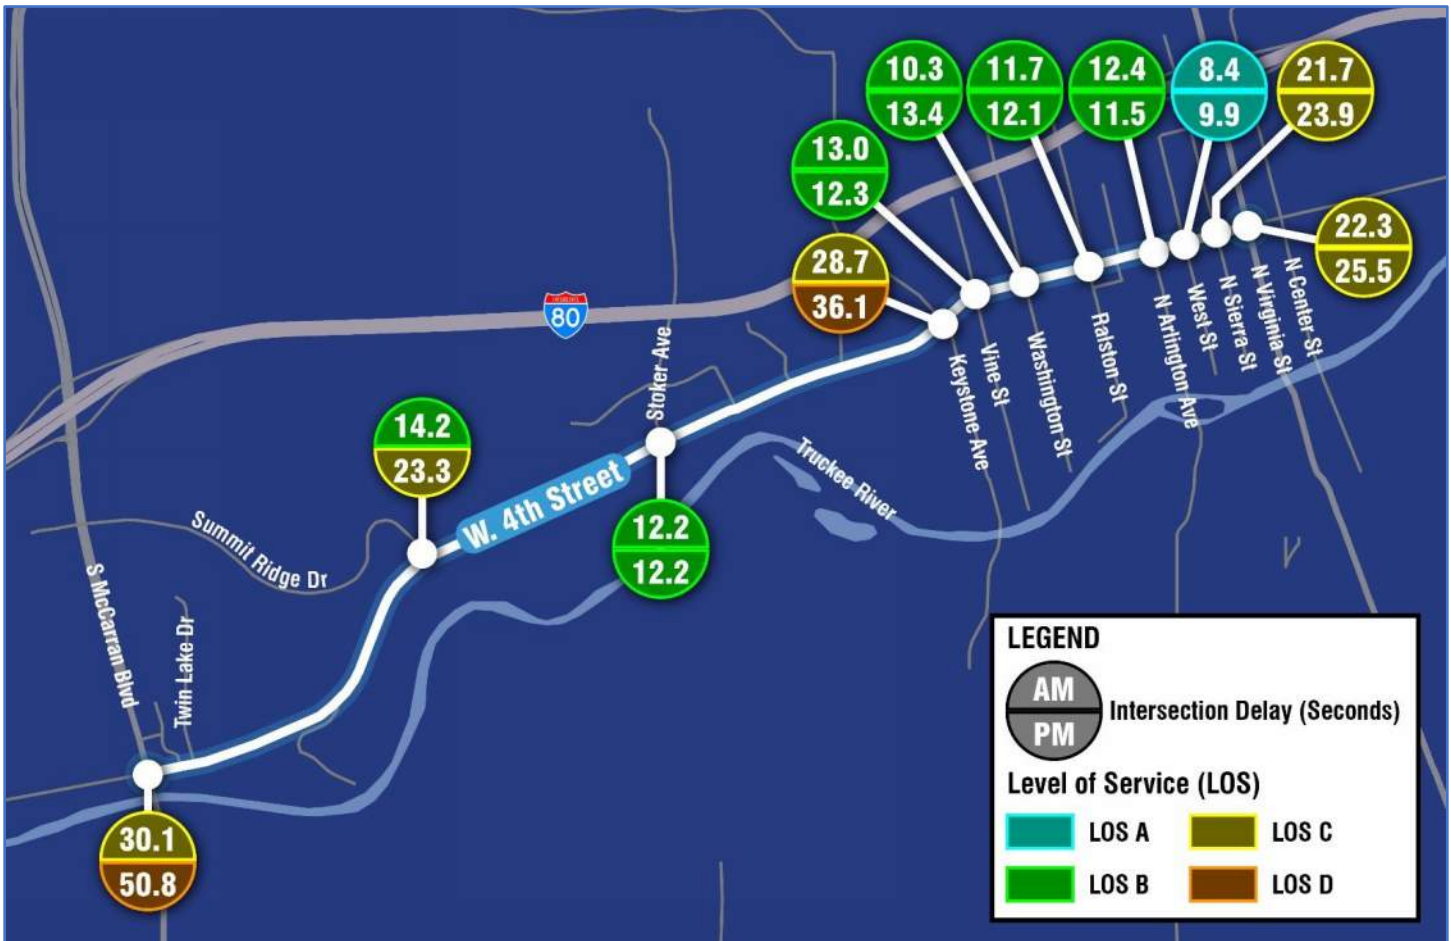 10.3
13.4
11.7
12.1
12.4
11.5
8.4
9.9
21.7
23.9
13.0
12.3
28.7
36.1
22.3
25.5
INTERSTATE
80
Stoker Ave
Keystone Ave
Vine St
Washington St
Ralston St
N Arlington Ave
West St
N Sierra St
N Virginia St
N Center St
14.2
23.3
W. 4th Street
Truckee River
12.2
12.2
Summit Ridge Dr
S McCarran Blvd
Twin Lake Dr
30.1
50.8
LEGEND
AM
PM
Intersection Delay (Seconds)
Level of Service (LOS)
LOS A
LOS C
LOS B
LOS D